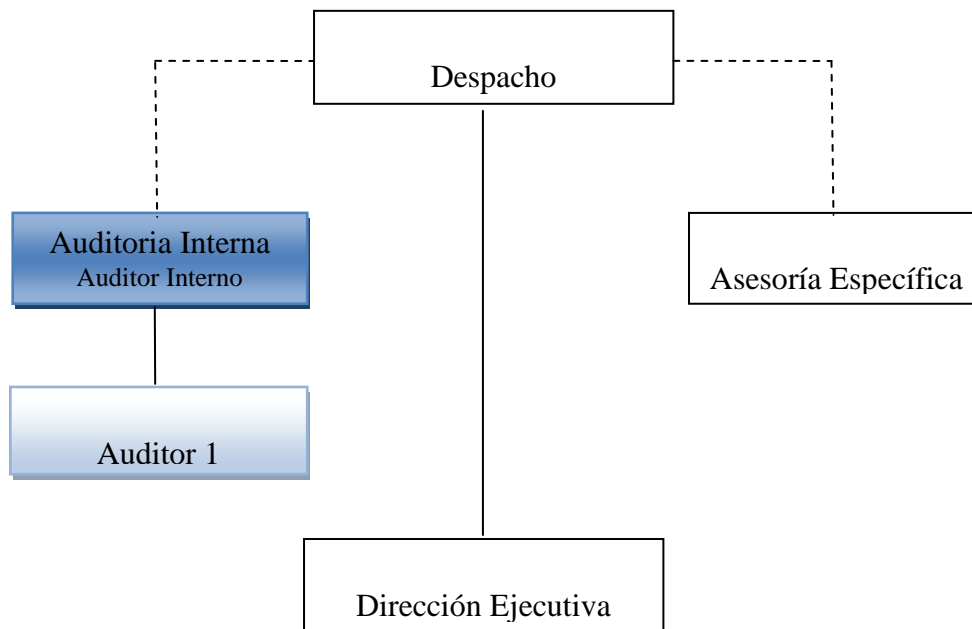 Despacho
Auditoria Interna
Auditor Interno
Asesoría Específica
Auditor 1
Dirección Ejecutiva